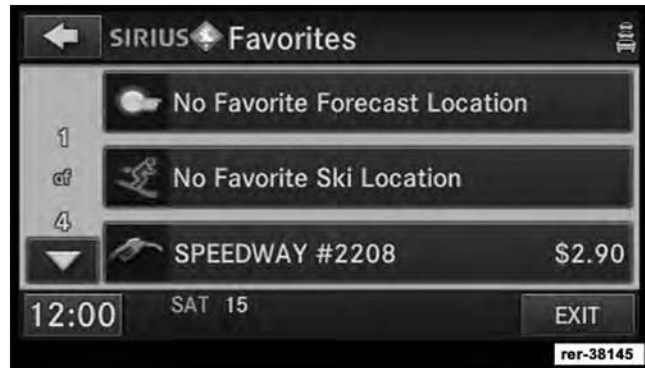 SIRIUS Favorites
No Favorite Forecast Location
1
of
No Favorite Ski Location
4
SPEEDWAY #2208 $2.90
12:00 SAT 15 EXIT
rer-38145